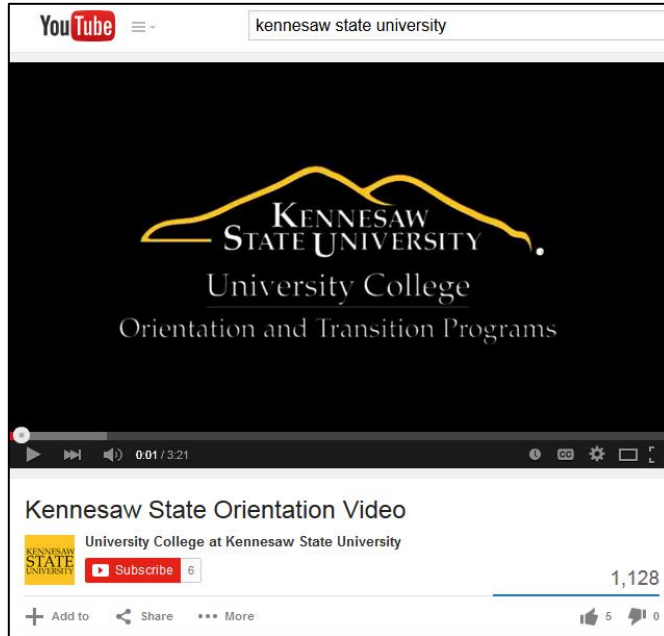 YouTube
kennesaw state university
KENNESAW
STATE UNIVERSITY
University College
Orientation and Transition Programs
0:01 / 3:21
CC
Kennesaw State Orientation Video
KENNESAW
STATE
UNIVERSITY
University College at Kennesaw State University
Subscribe 6
1,128
Add to Share More 5 0